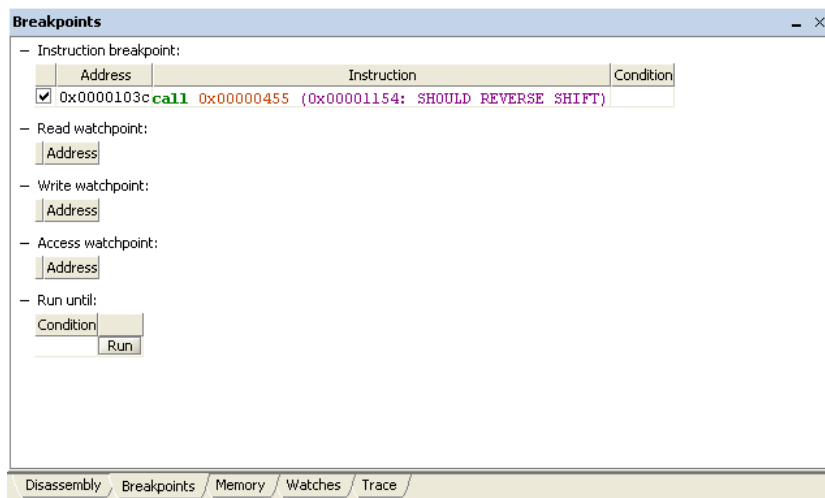 Breakpoints
Instruction breakpoint:
Address Instruction Condition
0x0000103c call 0x00000455 (0x00001154: SHOULD REVERSE SHIFT)
Read watchpoint:
Address
Write watchpoint:
Address
Access watchpoint:
Address
Run until:
Condition
Run
Disassembly Breakpoints Memory Watches Trace